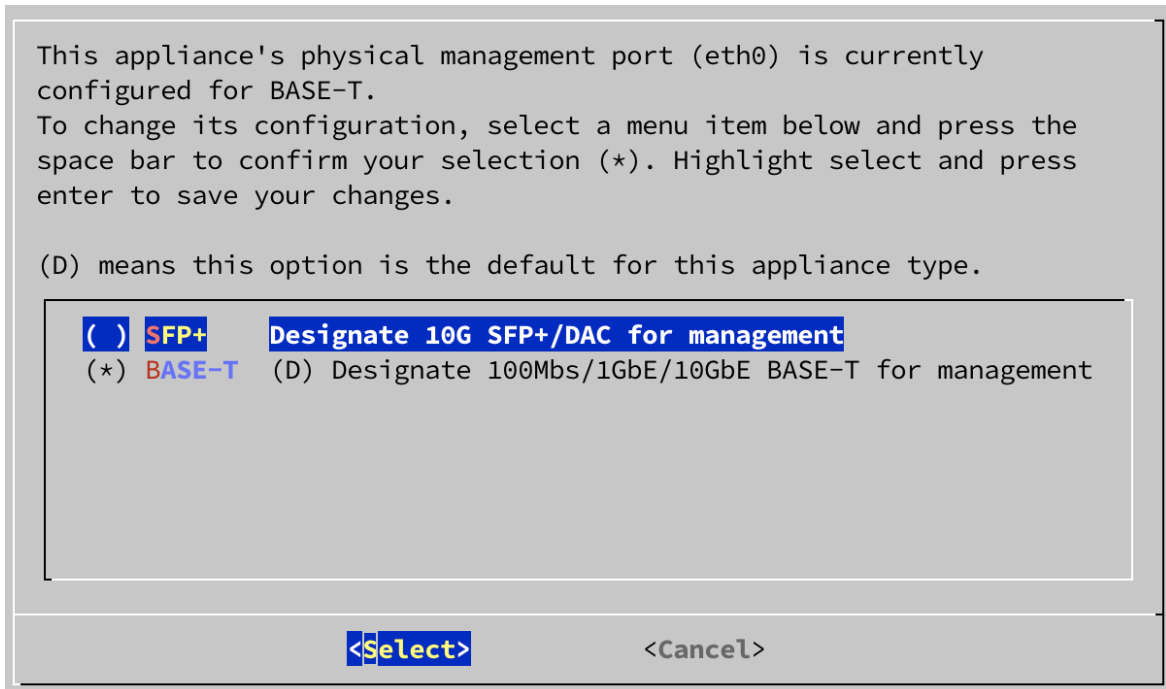 This appliance's physical management port (eth0) is currently
configured for BASE-T.
To change its configuration, select a menu item below and press the
space bar to confirm your selection (*). Highlight select and press
enter to save your changes.
(D) means this option is the default for this appliance type.
( ) SFP+ Designate 10G SFP+/DAC for management
(*) BASE-T (D) Designate 100Mbs/1GbE/10GbE BASE-T for management
<Select> <Cancel>